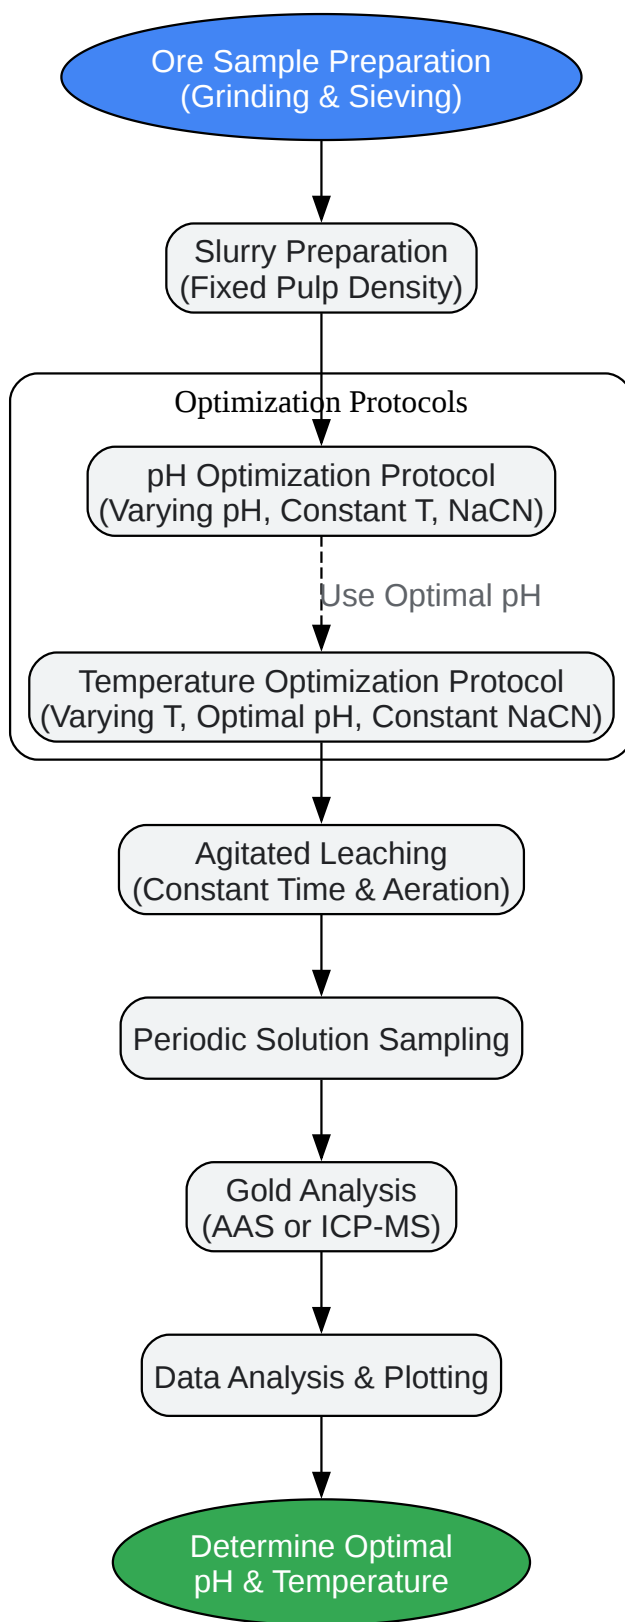 Ore Sample Preparation
(Grinding & Sieving)
Slurry Preparation
(Fixed Pulp Density)
Optimization Protocols
pH Optimization Protocol
(Varying pH, Constant T, NaCN)
Use Optimal pH
Temperature Optimization Protocol
(Varying T, Optimal pH, Constant NaCN)
Agitated Leaching
(Constant Time & Aeration)
Periodic Solution Sampling
Gold Analysis
(AAS or ICP-MS)
Data Analysis & Plotting
Determine Optimal
pH & Temperature